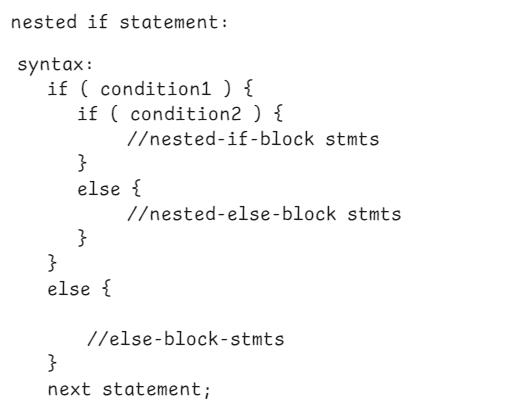 nested if statement:
syntax:
if ( condition1 ) {
if ( condition2 ) {
//nested-if-block stmts
}
else {
//nested-else-block stmts
}
}
else {
//else-block-stmts
}
next statement;